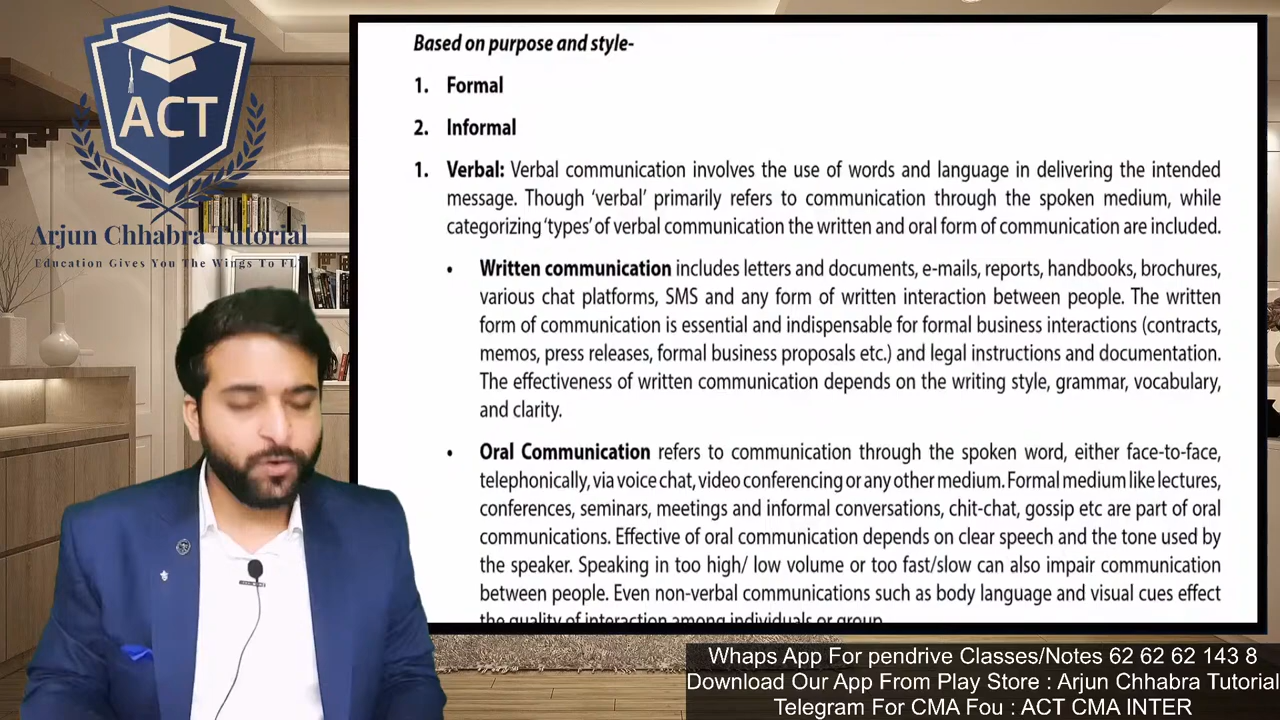 ACT
Arjun Chhabra Tutorial
Education Gives You The Wings To FL
Based on purpose and style-
1. Formal
2. Informal
1. Verbal: Verbal communication involves the use of words and language in delivering the intended
message. Though ‘verbal’ primarily refers to communication through the spoken medium, while
categorizing ‘types’ of verbal communication the written and oral form of communication are included.
• Written communication includes letters and documents, e-mails, reports, handbooks, brochures,
various chat platforms, SMS and any form of written interaction between people. The written
form of communication is essential and indispensable for formal business interactions (contracts,
memos, press releases, formal business proposals etc.) and legal instructions and documentation.
The effectiveness of written communication depends on the writing style, grammar, vocabulary,
and clarity.
• Oral Communication refers to communication through the spoken word, either face-to-face,
telephonically, via voice chat, video conferencing or any other medium. Formal medium like lectures,
conferences, seminars, meetings and informal conversations, chit-chat, gossip etc are part of oral
communications. Effective of oral communication depends on clear speech and the tone used by
the speaker. Speaking in too high/ low volume or too fast/slow can also impair communication
between people. Even non-verbal communications such as body language and visual cues effect
the quality of interaction among individuals or group.
Whaps App For pendrive Classes/Notes 62 62 62 143 8
Download Our App From Play Store : Arjun Chhabra Tutorial
Telegram For CMA Fou : ACT CMA INTER